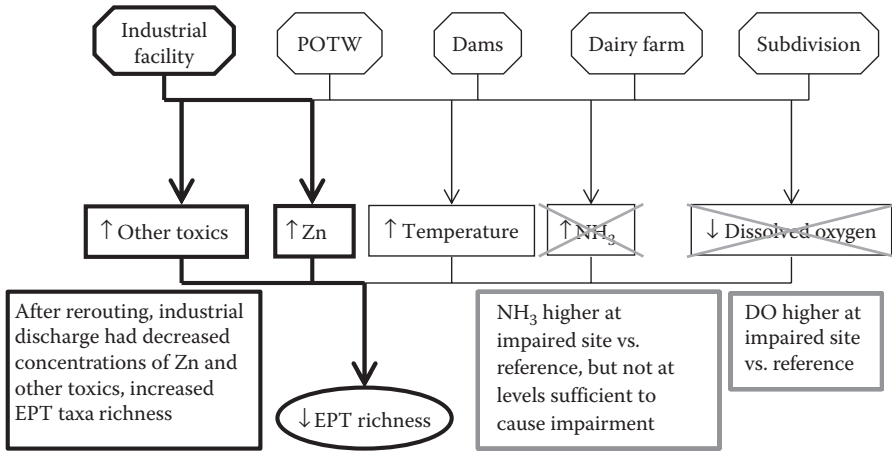 Industrial
facility
POTW
Dams
Dairy farm
Subdivision
↑ Other toxics
↑ Zn
↑ Temperature
↑ NH₃
↓ Dissolved oxygen
After rerouting, industrial
discharge had decreased
concentrations of Zn and
other toxics, increased
EPT taxa richness
↓ EPT richness
NH₃ higher at
impaired site vs.
reference, but not at
levels sufficient to
cause impairment
DO higher at
impaired site
vs. reference